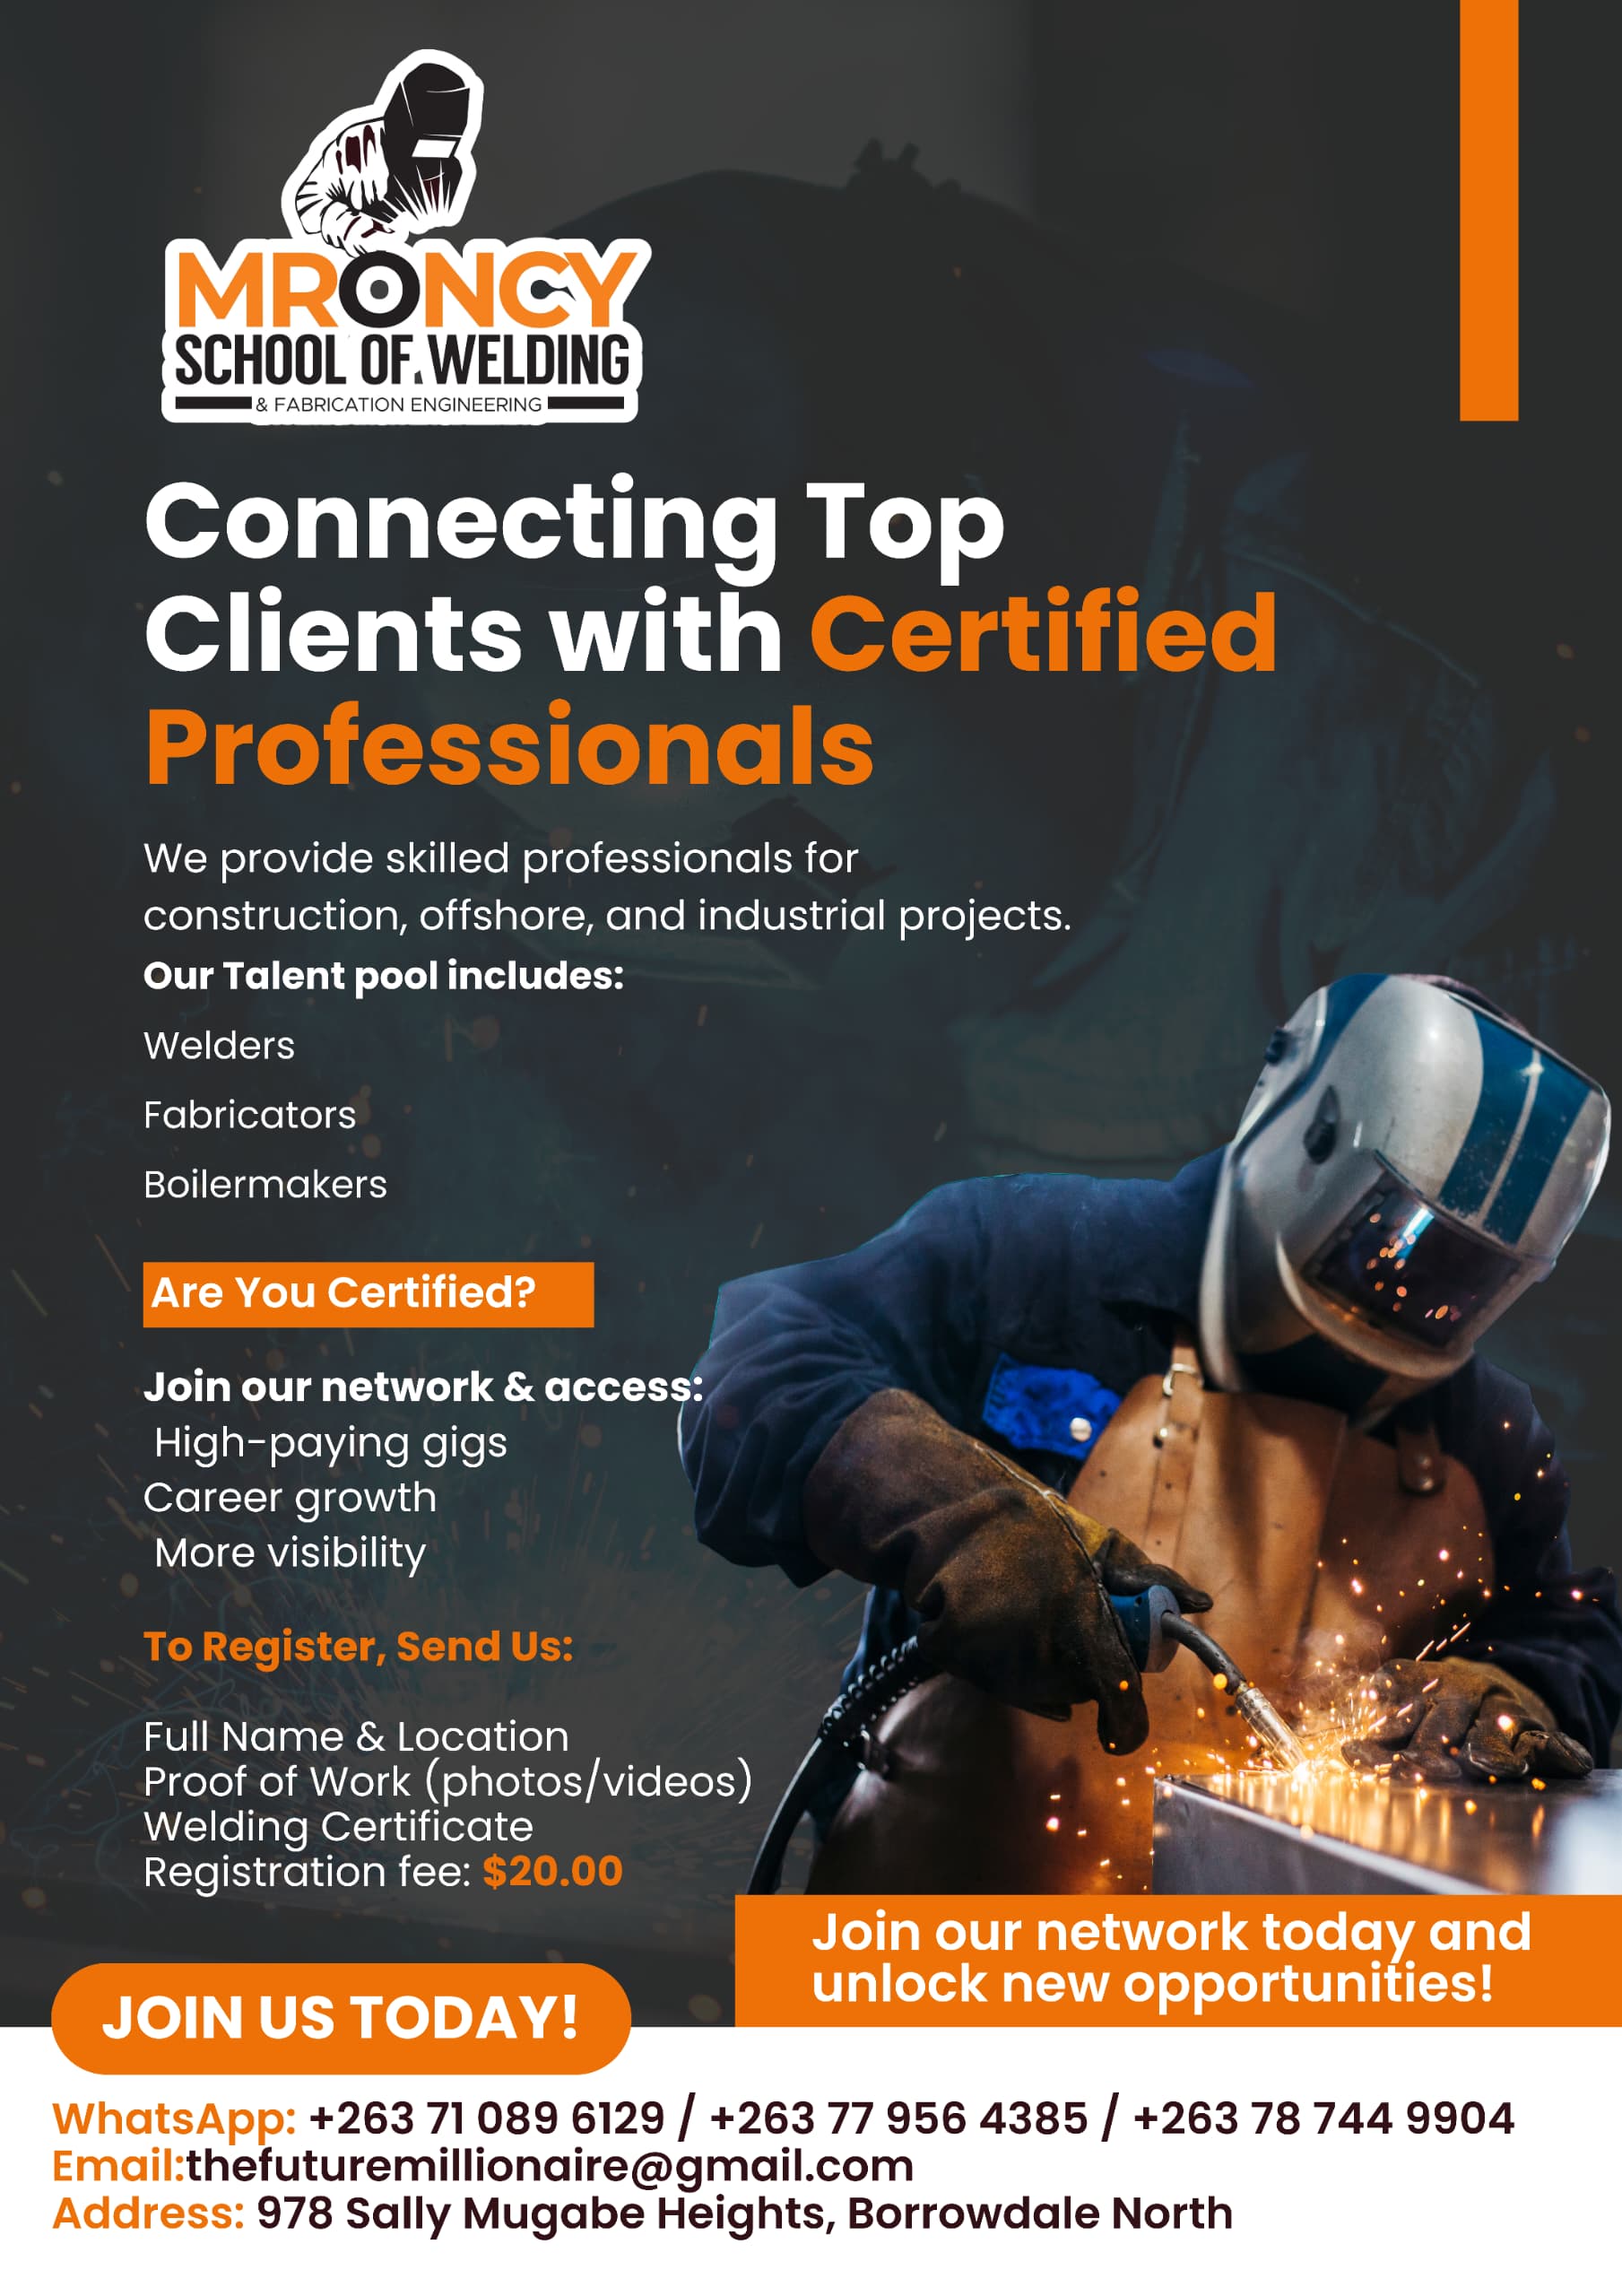 MRONCY
SCHOOL OF WELDING
& FABRICATION ENGINEERING
Connecting Top
Clients with Certified
Professionals
We provide skilled professionals for
construction, offshore, and industrial projects.
Our Talent pool includes:
Welders
Fabricators
Boilermakers
Are You Certified?
Join our network & access:
High-paying gigs
Career growth
More visibility
To Register, Send Us:
Full Name & Location
Proof of Work (photos/videos)
Welding Certificate
Registration fee: $20.00
Join our network today and
unlock new opportunities!
JOIN US TODAY!
WhatsApp: +263 71 089 6129 / +263 77 956 4385 / +263 78 744 9904
Email:thefuturemillionaire@gmail.com
Address: 978 Sally Mugabe Heights, Borrowdale North